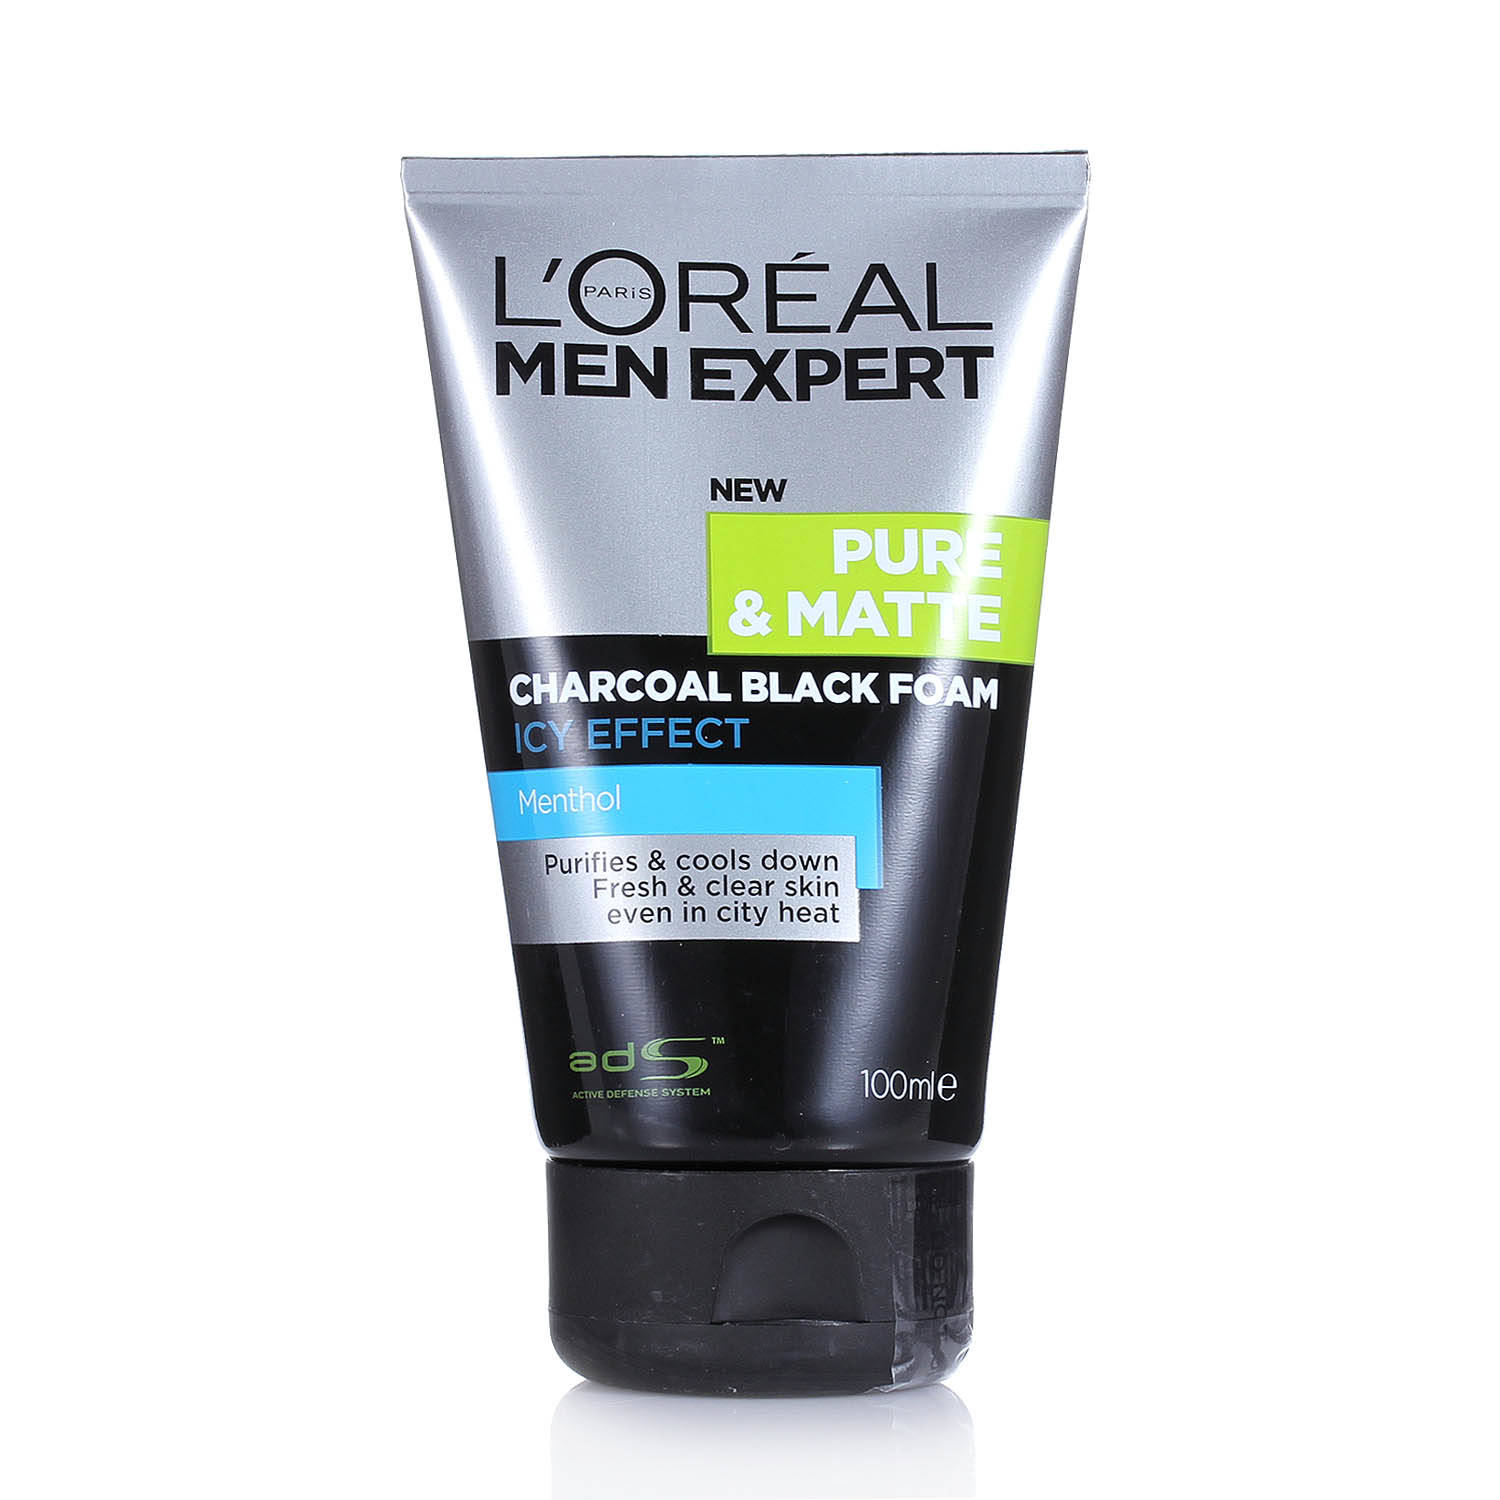 L'ORÉAL
PARiS
MEN EXPERT
NEW
PURE
& MATTE
CHARCOAL BLACK FOAM
ICY EFFECT
Menthol
Purifies & cools down
Fresh & clear skin
even in city heat
adS™
ACTIVE DEFENSE SYSTEM
100ml e